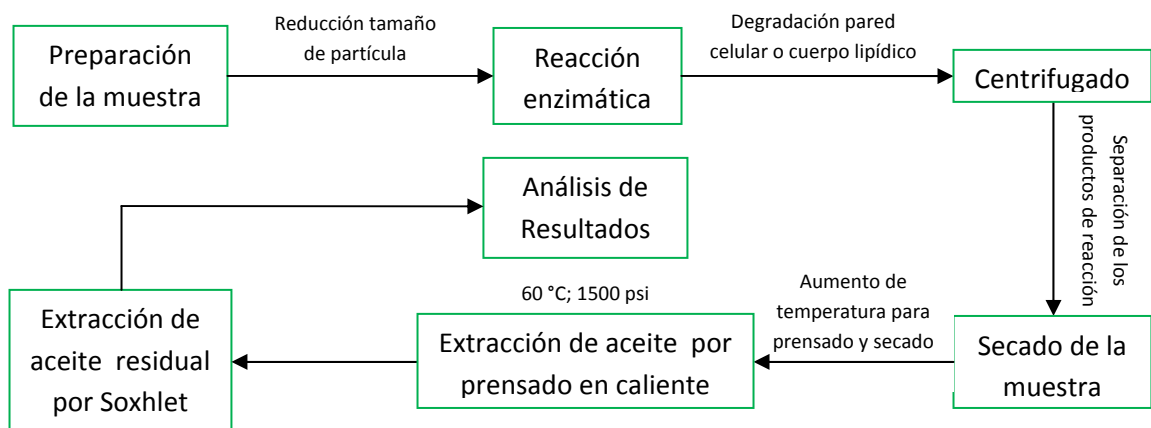 Preparación
de la muestra
Reducción tamaño
de partícula
Reacción
enzimática
Degradación pared
celular o cuerpo lipídico
Centrifugado
Separación de los
productos de reacción
Secado de la
muestra
Aumento de
temperatura para
prensado y secado
60 °C; 1500 psi
Extracción de aceite por
prensado en caliente
Extracción de
aceite residual
por Soxhlet
Análisis de
Resultados